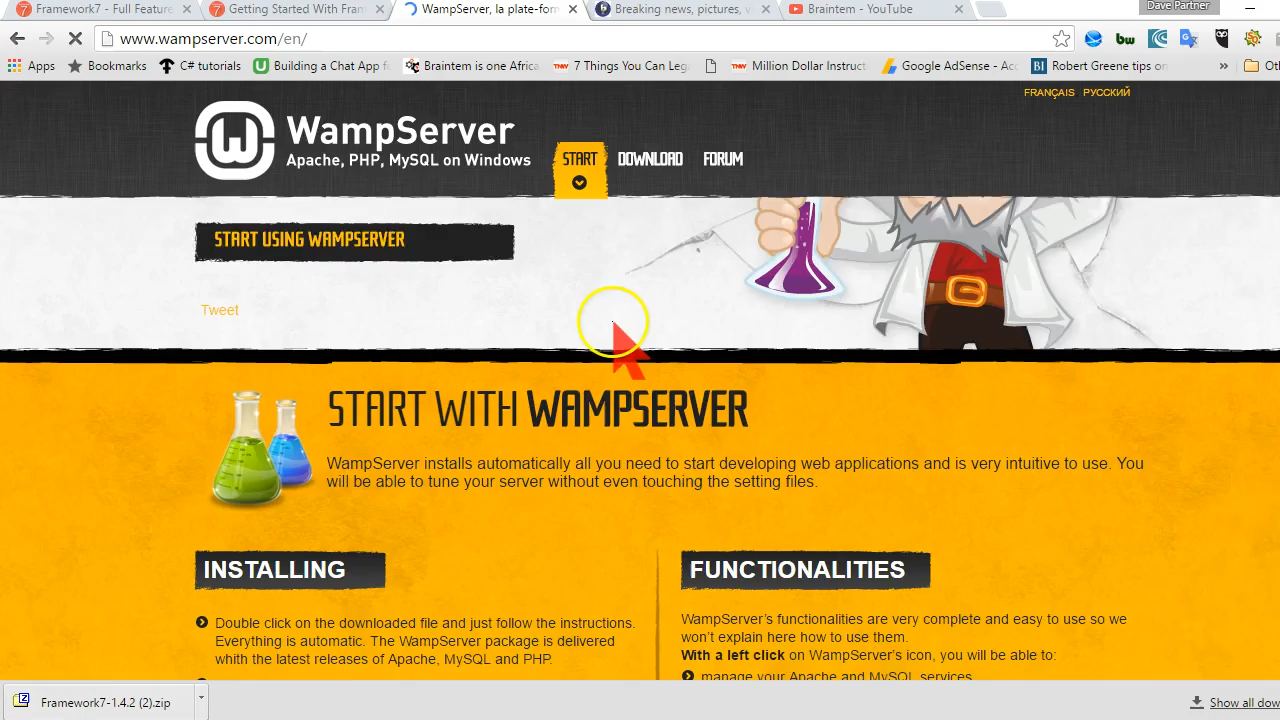 Framework7 - Full Feature
Getting Started With Fram
WampServer, la plate-for
Breaking news, pictures, v
Braintem - YouTube
Dave Partner
www.wampserver.com/en/
Apps
Bookmarks
C# tutorials
Building a Chat App f
Braintem is one Africa
7 Things You Can Leg
Million Dollar Instruct
Google AdSense - Acc
Robert Greene tips on
»
Ot
FRANÇAIS РУССКИЙ
WampServer
Apache, PHP, MySQL on Windows
START DOWNLOAD FORUM
START USING WAMPSERVER
Tweet
START WITH WAMPSERVER
WampServer installs automatically all you need to start developing web applications and is very intuitive to use. You
will be able to tune your server without even touching the setting files.
INSTALLING
Double click on the downloaded file and just follow the instructions.
Everything is automatic. The WampServer package is delivered
whith the latest releases of Apache, MySQL and PHP.
FUNCTIONALITIES
WampServer’s functionalities are very complete and easy to use so we
won’t explain here how to use them.
With a left click on WampServer’s icon, you will be able to:
manage your Apache and MySQL services
Framework7-1.4.2 (2).zip
Show all dow